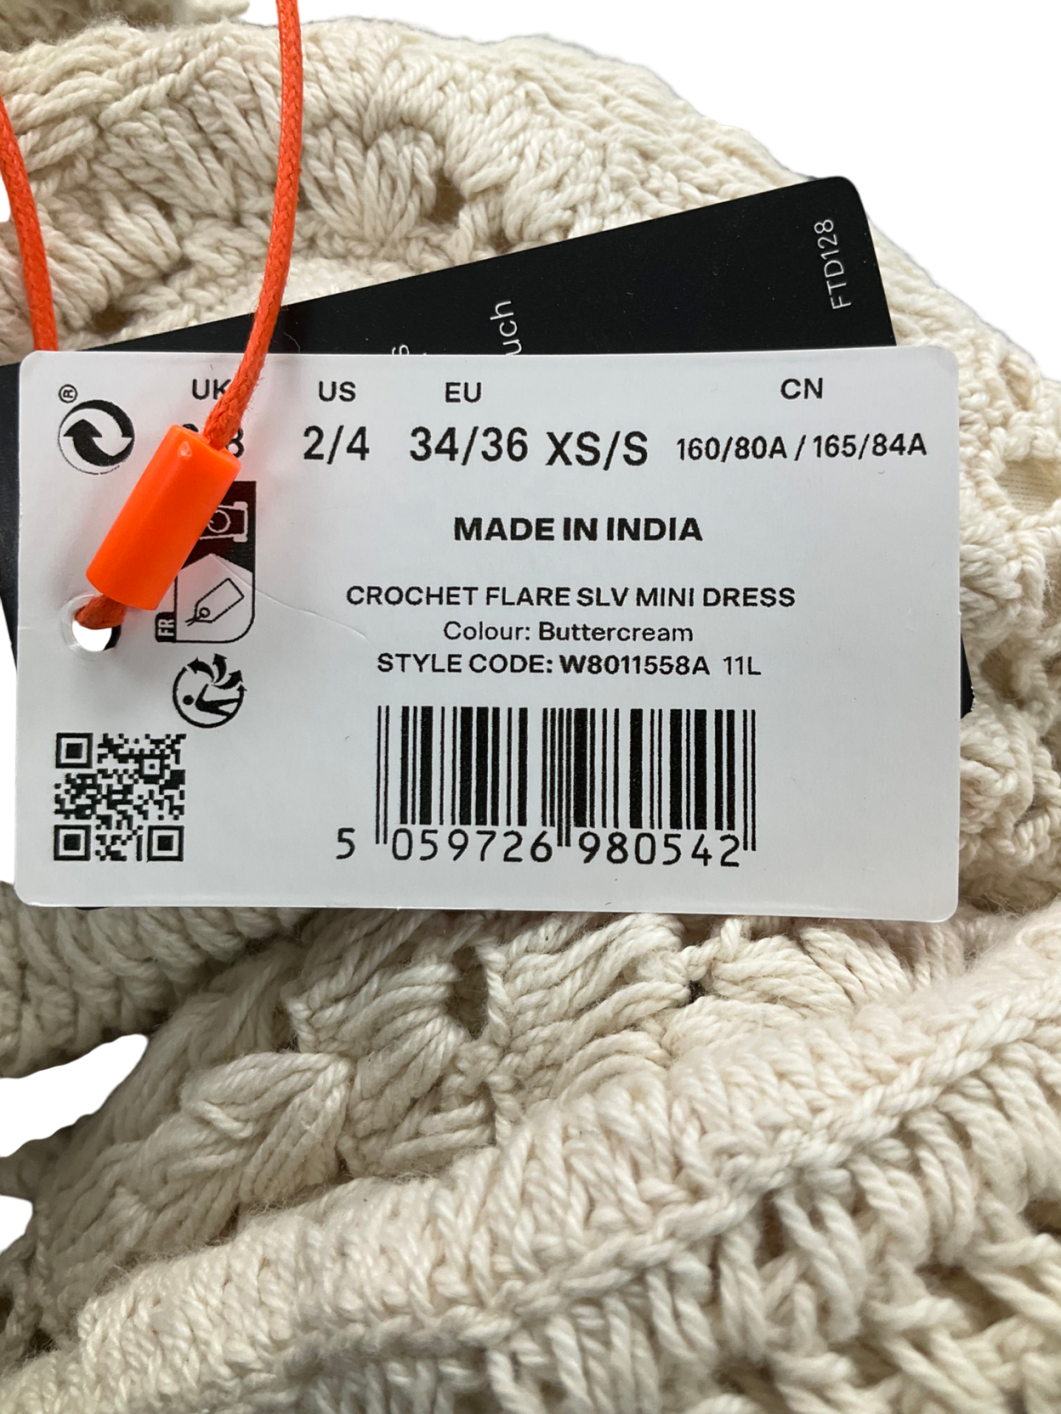 FTD128
uch
®
UK US EU CN
2/4 34/36 XS/S 160/80A / 165/84A
MADE IN INDIA
CROCHET FLARE SLV MINI DRESS
Colour: Buttercream
FR
STYLE CODE: W8011558A 11L
5 059726 980542